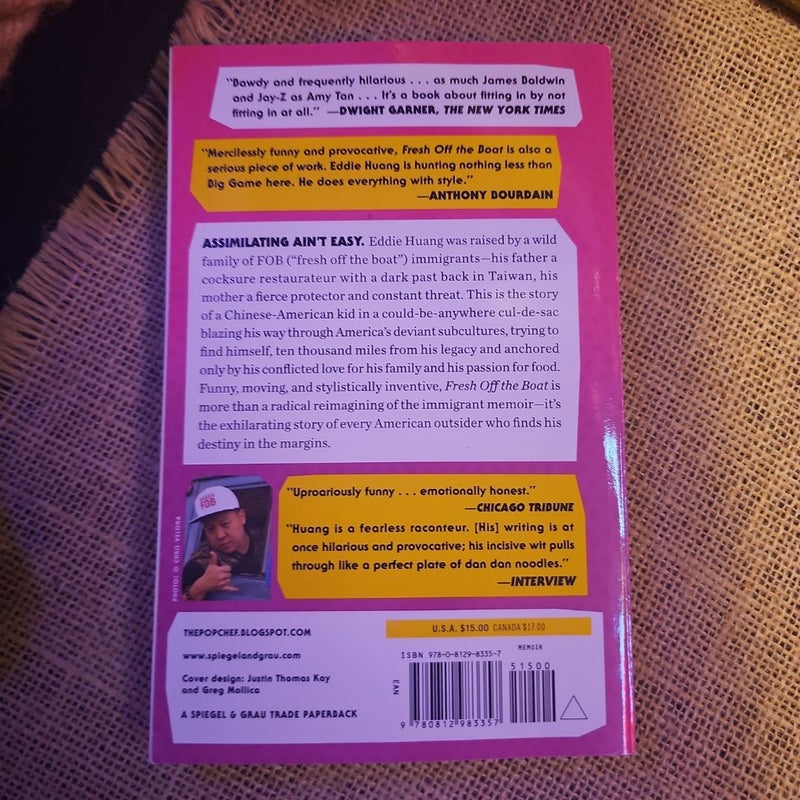 "Bawdy and frequently hilarious . . . as much James Baldwin
and Jay-Z as Amy Tan . . . It's a book about fitting in by not
fitting in at all." —DWIGHT GARNER, THE NEW YORK TIMES
"Mercilessly funny and provocative, Fresh Off the Boat is also a
serious piece of work. Eddie Huang is hunting nothing less than
Big Game here. He does everything with style."
—ANTHONY BOURDAIN
ASSIMILATING AIN'T EASY. Eddie Huang was raised by a wild
family of FOB ("fresh off the boat") immigrants—his father a
cocksure restaurateur with a dark past back in Taiwan, his
mother a fierce protector and constant threat. This is the story
of a Chinese-American kid in a could-be-anywhere cul-de-sac
blazing his way through America's deviant subcultures, trying to
find himself, ten thousand miles from his legacy and anchored
only by his conflicted love for his family and his passion for food.
Funny, moving, and stylistically inventive, Fresh Off the Boat is
more than a radical reimagining of the immigrant memoir—it's
the exhilarating story of every American outsider who finds his
destiny in the margins.
FOB
PHOTO: © CHRIS VELORA
"Uproariously funny . . . emotionally honest."
—CHICAGO TRIBUNE
"Huang is a fearless raconteur. [His] writing is at
once hilarious and provocative; his incisive wit pulls
through like a perfect plate of dan dan noodles."
—INTERVIEW
THEPOPCHEF.BLOGSPOT.COM
www.spiegelandgrau.com
Cover design: Justin Thomas Kay
and Greg Mollica
A SPIEGEL & GRAU TRADE PAPERBACK
U.S.A. $15.00 CANADA $17.00
MEMOIR
ISBN 978-0-8129-8335-7
51500
EAN
9 780812 983357